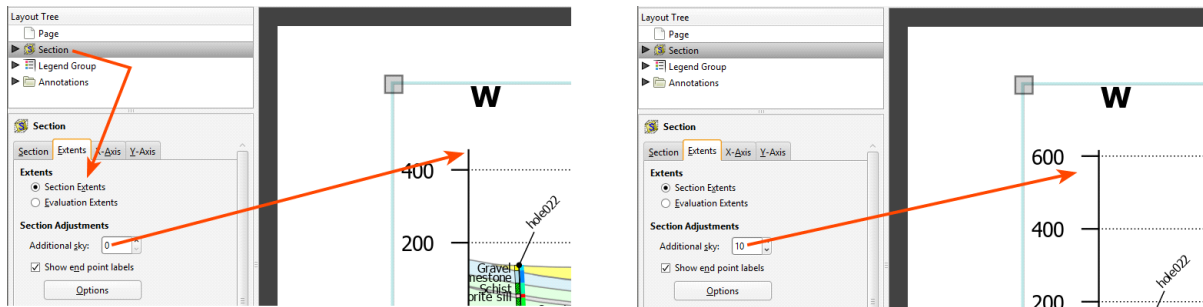 Layout Tree
Page
Section
Legend Group
Annotations
Section
Section Extents X-Axis Y-Axis
Extents
Section Extents
Evaluation Extents
Section Adjustments
Additional sky: 0
Show end point labels
Options
W
400
200
hole022
Gravel
mestone
Schist
orite sill
Layout Tree
Page
Section
Legend Group
Annotations
Section
Section Extents X-Axis Y-Axis
Extents
Section Extents
Evaluation Extents
Section Adjustments
Additional sky: 10
Show end point labels
Options
W
600
400
200
hole022